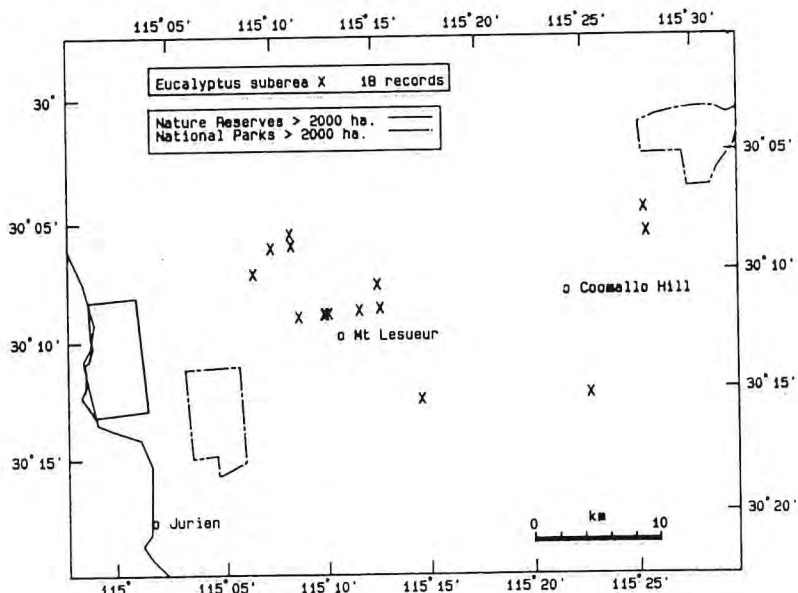 115° 05' 115° 10' 115° 15' 115° 20' 115° 25' 115° 30'
Eucalyptus suberea X 18 records
Nature Reserves > 2000 ha.
National Parks > 2000 ha.
30°
30° 05'
30° 05'
30° 10'
o Coomallo Hill
o Mt Lesueur
30° 10'
30° 15'
30° 15'
km
0 10
30° 20'
o Jurien
115° 115° 05' 115° 10' 115° 15' 115° 20' 115° 25'